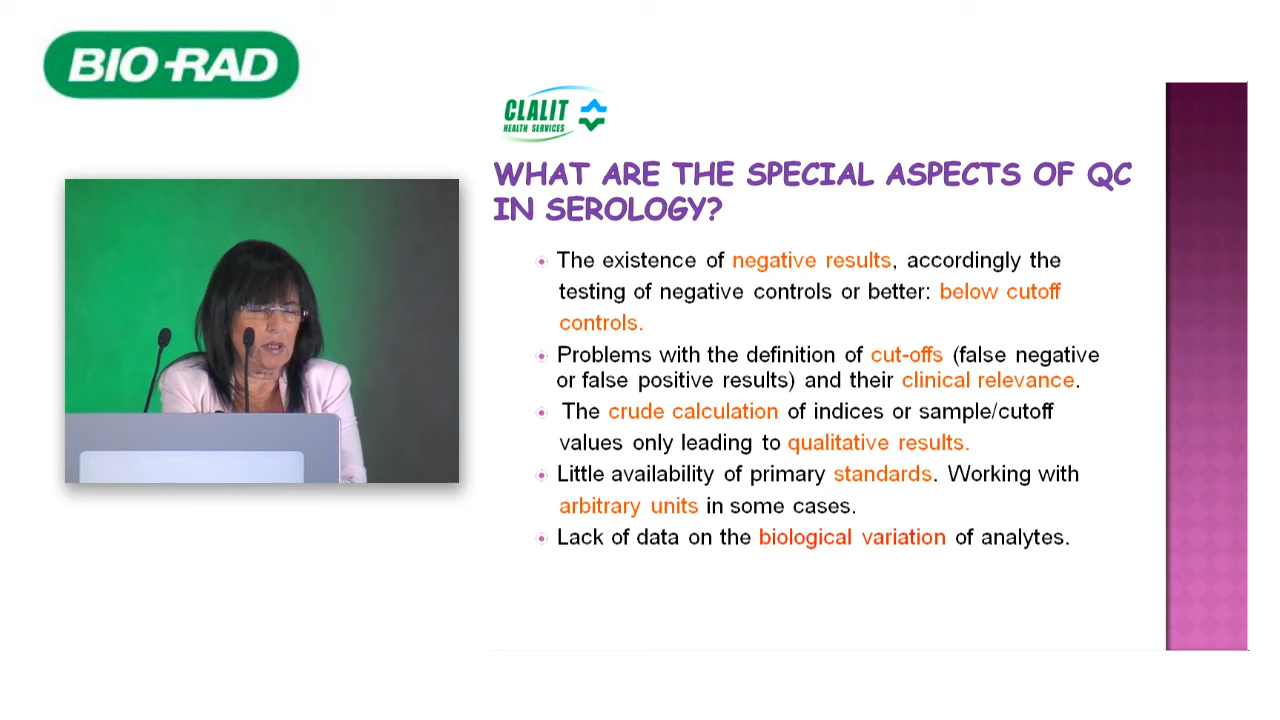 BIO-RAD
CLALIT
HEALTH SERVICES
WHAT ARE THE SPECIAL ASPECTS OF QC
IN SEROLOGY?
The existence of negative results, accordingly the
testing of negative controls or better: below cutoff
controls.
Problems with the definition of cut-offs (false negative
or false positive results) and their clinical relevance.
The crude calculation of indices or sample/cutoff
values only leading to qualitative results.
Little availability of primary standards. Working with
arbitrary units in some cases.
Lack of data on the biological variation of analytes.